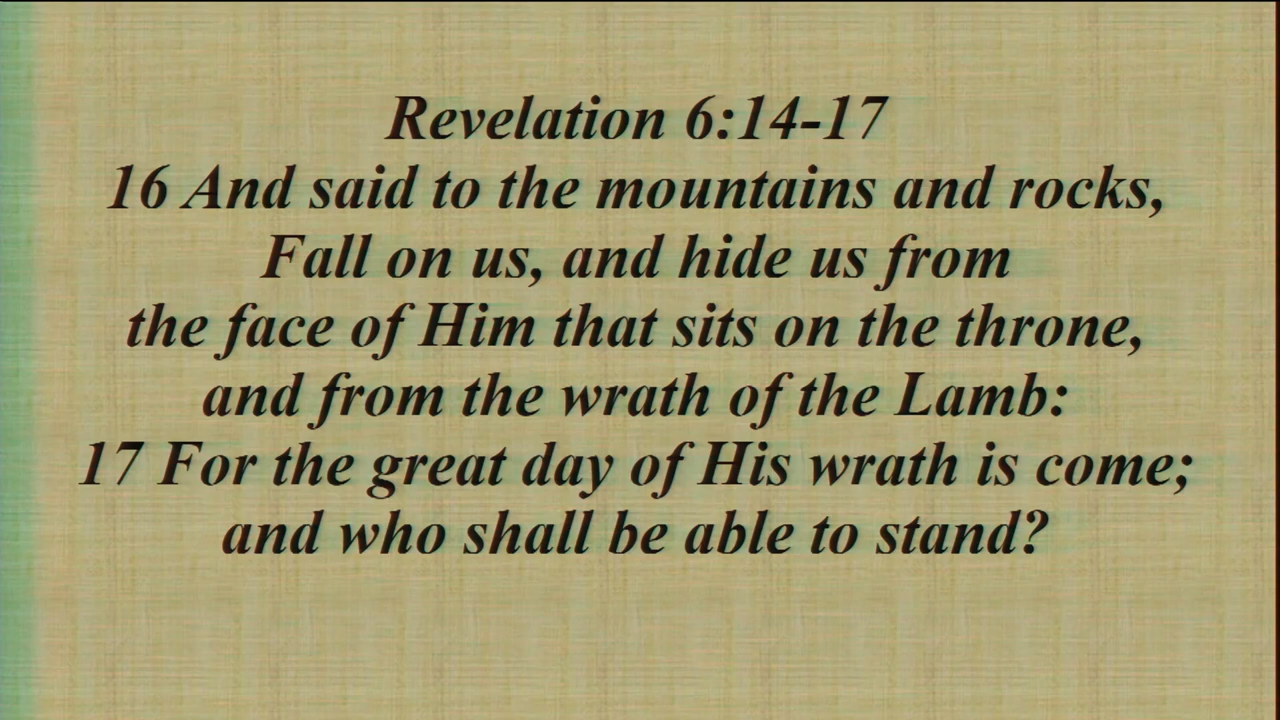 Revelation 6:14-17
16 And said to the mountains and rocks,
Fall on us, and hide us from
the face of Him that sits on the throne,
and from the wrath of the Lamb:
17 For the great day of His wrath is come;
and who shall be able to stand?